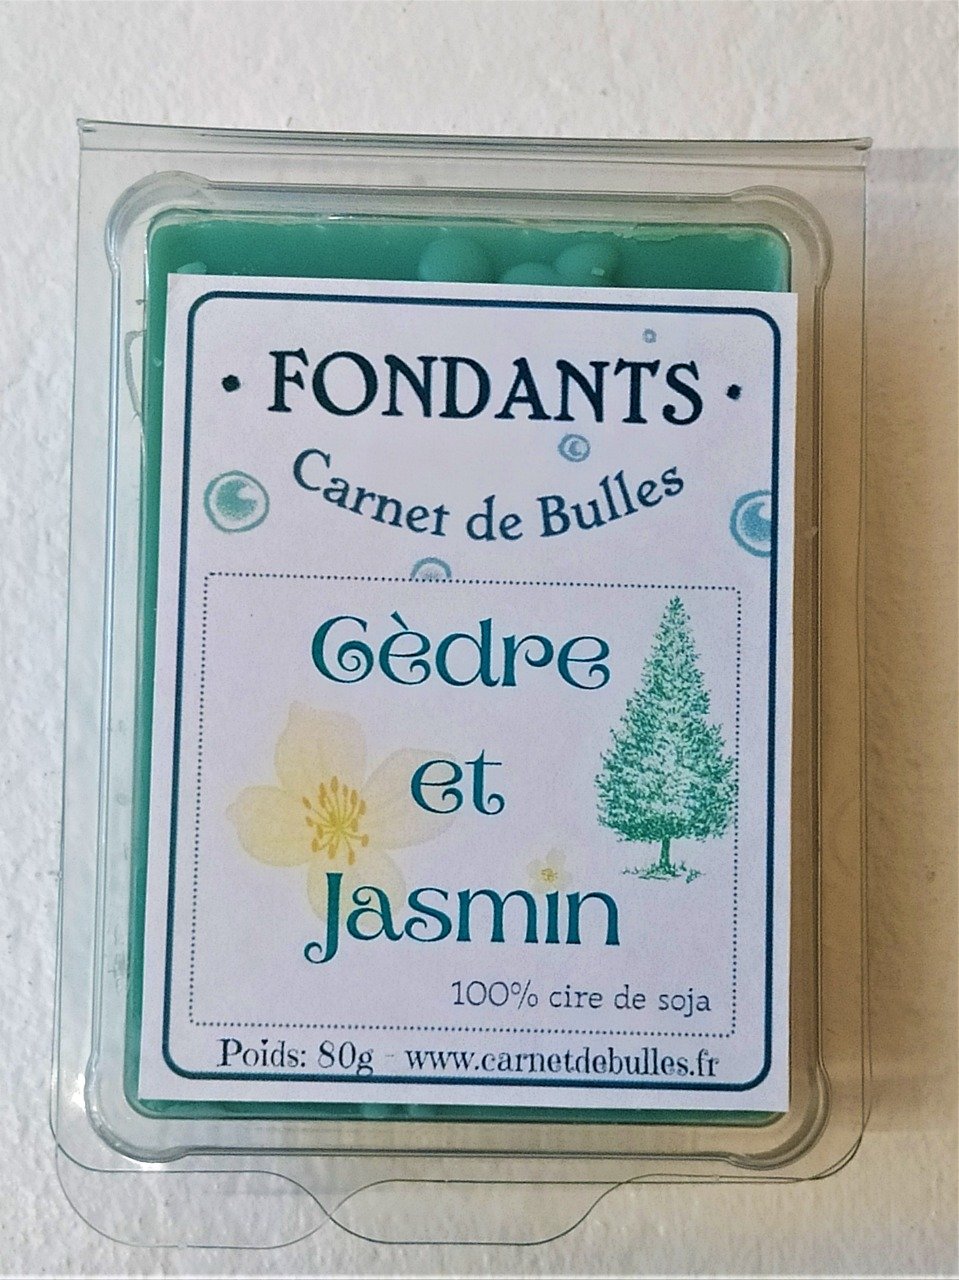 • FONDANTS •
Carnet de Bulles
Cèdre
et
Jasmin
100% cire de soja
Poids: 80g - www.carnetdebulles.fr